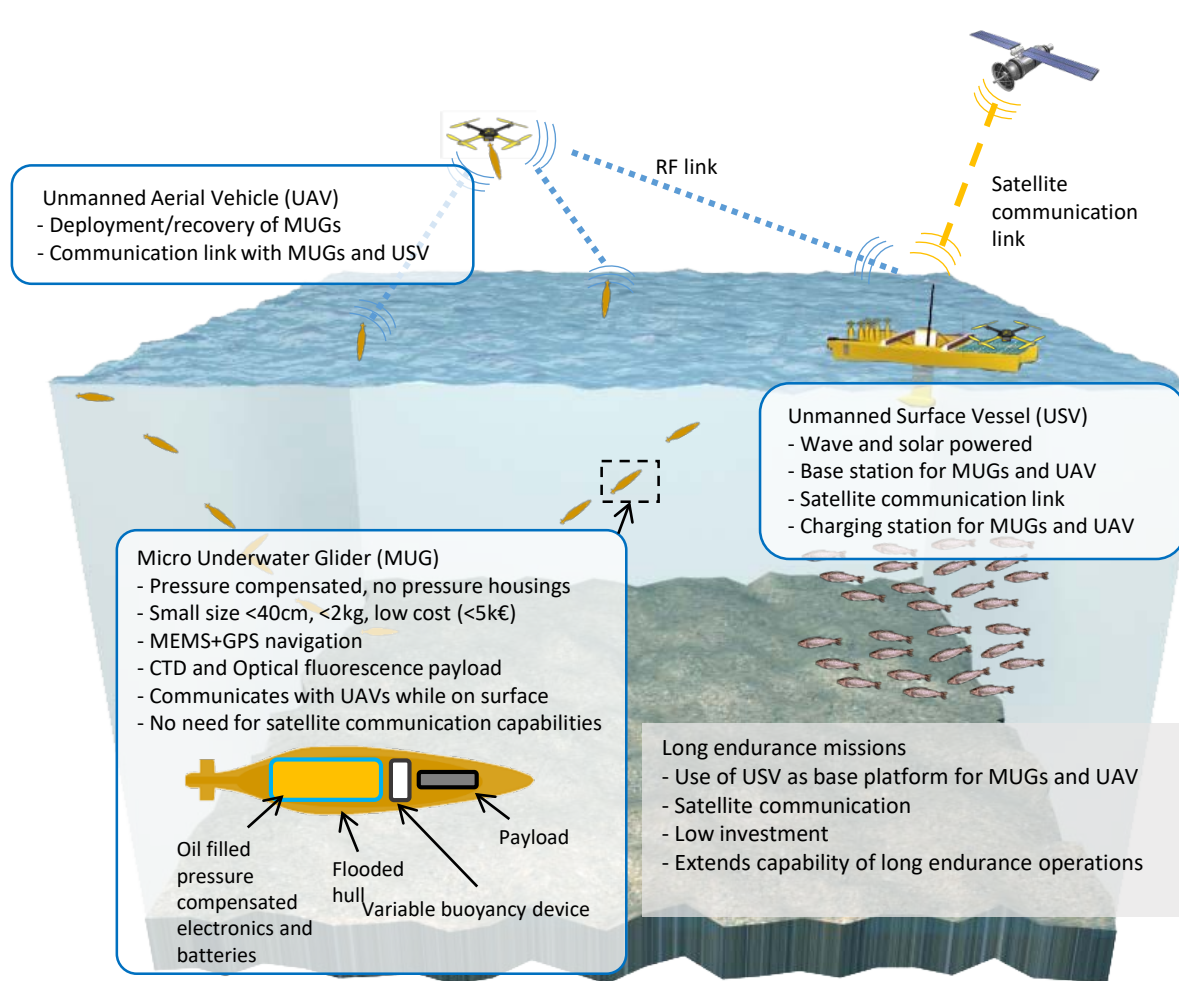 RF link
Satellite
communication
link
Unmanned Aerial Vehicle (UAV)
- Deployment/recovery of MUGs
- Communication link with MUGs and USV
Unmanned Surface Vessel (USV)
- Wave and solar powered
- Base station for MUGs and UAV
- Satellite communication link
- Charging station for MUGs and UAV
Micro Underwater Glider (MUG)
- Pressure compensated, no pressure housings
- Small size <40cm, <2kg, low cost (<5k€)
- MEMS+GPS navigation
- CTD and Optical fluorescence payload
- Communicates with UAVs while on surface
- No need for satellite communication capabilities
Oil filled
pressure
compensated
electronics and
batteries
Flooded
hull
Variable buoyancy device
Payload
Long endurance missions
- Use of USV as base platform for MUGs and UAV
- Satellite communication
- Low investment
- Extends capability of long endurance operations